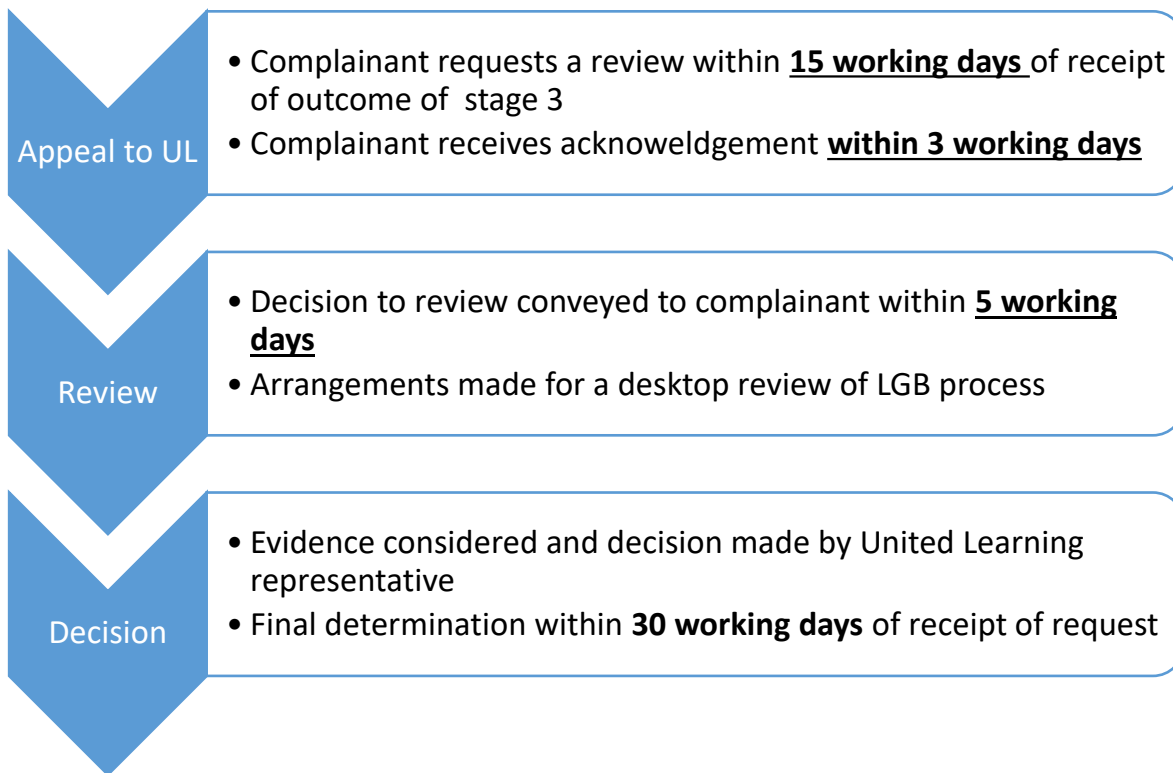 Appeal to UL
• Complainant requests a review within 15 working days of receipt
of outcome of  stage 3
• Complainant receives acknoweldgement within 3 working days
Review
• Decision to review conveyed to complainant within 5 working
days
• Arrangements made for a desktop review of LGB process
Decision
• Evidence considered and decision made by United Learning
representative
• Final determination within 30 working days of receipt of request